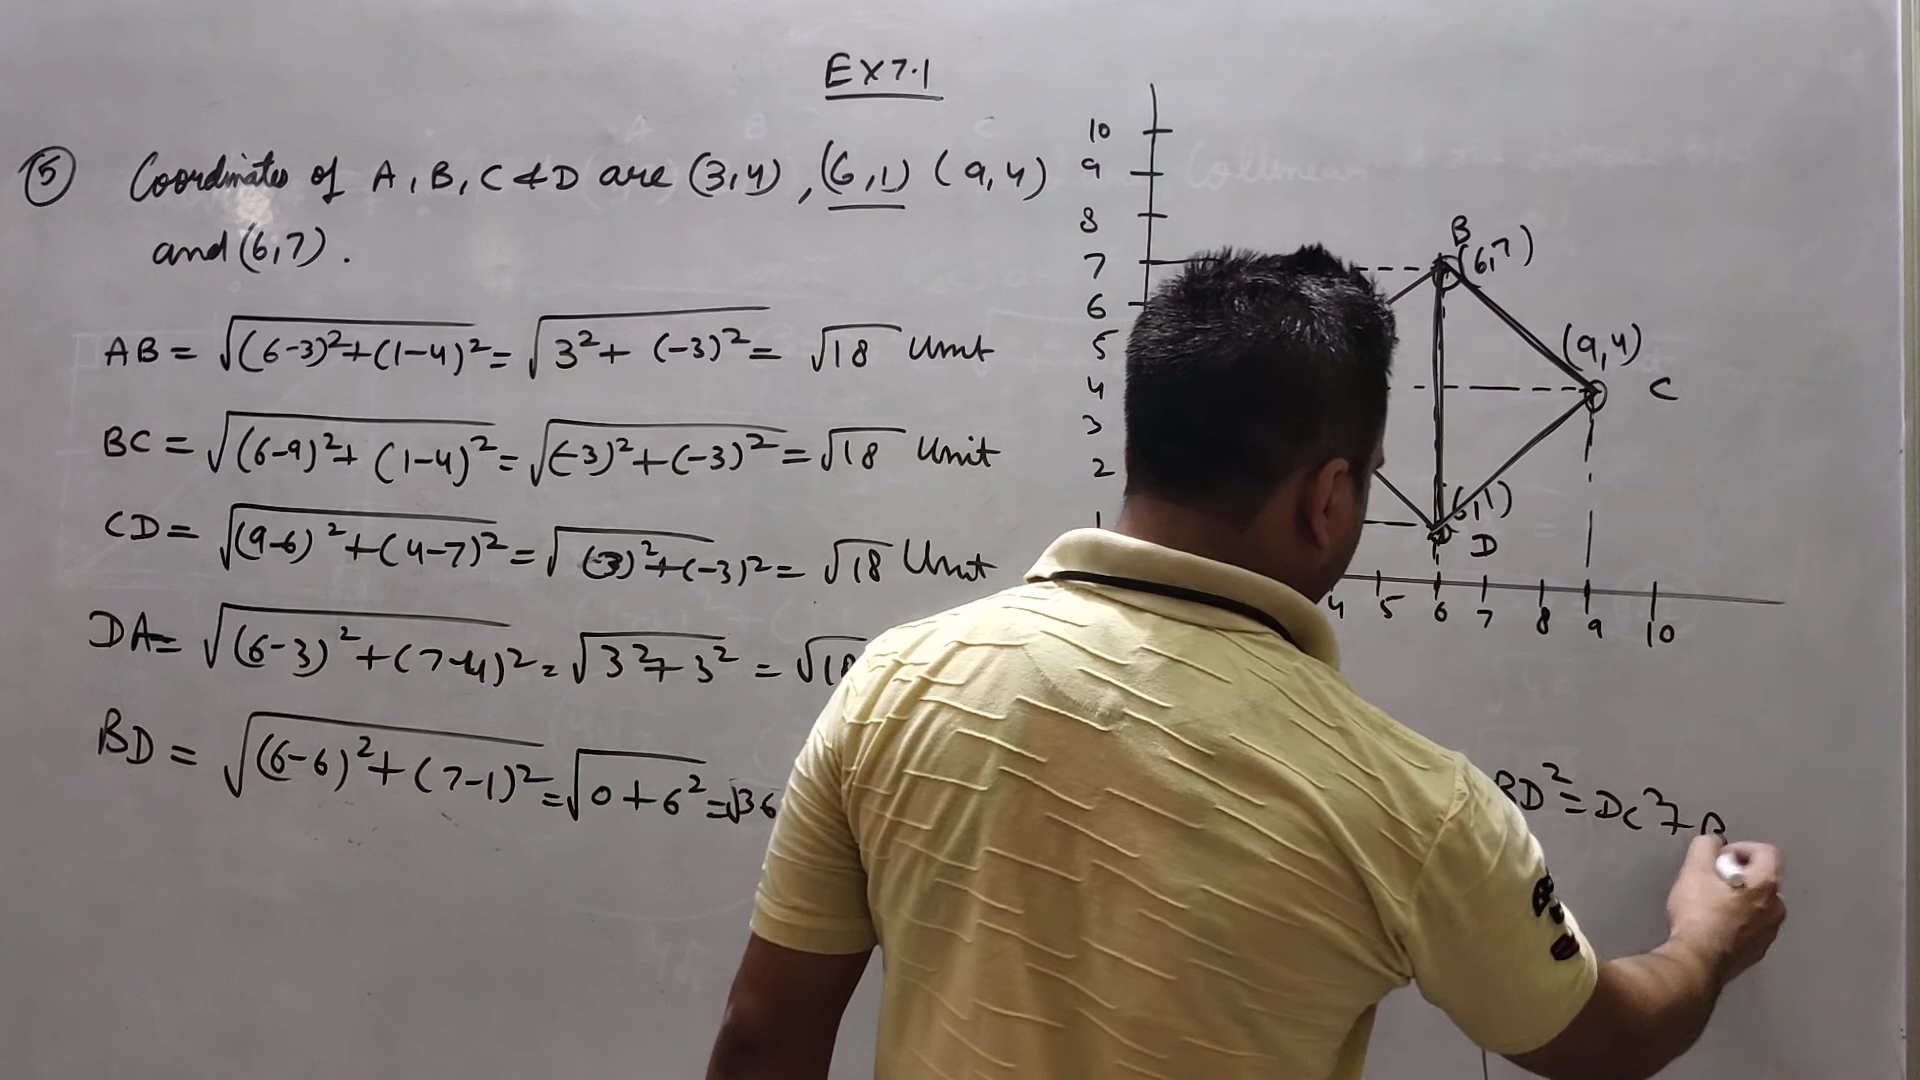 EX 7.1
⑤ Coordinates of A, B, C & D are (3,4), (6,1) (9,4)
and (6,7).
AB = √(6-3)²+(1-4)² = √3²+(-3)² = √18 Unit
BC = √(6-9)²+(1-4)² = √(-3)²+(-3)² = √18 Unit
CD = √(9-6)²+(4-7)² = √(3)²+(-3)² = √18 Unit
DA = √(6-3)²+(7-4)² = √3²+3² = √18
BD = √(6-6)²+(7-1)² = √0+6² = √36
10
9
8
7
6
5
4
3
2
1
B
(6,7)
(9,4)
C
(6,1)
D
4 5 6 7 8 9 10
BD² = DC² +